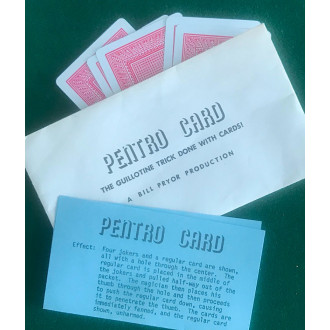 PENTRO CARD
THE GUILLOTINE TRICK DONE WITH CARDS!
A BILL PRYOR PRODUCTION
PENTRO CARD
Effect: Four jokers and a regular card are shown,
all with a hole through the center. The
regular card is placed in the middle of
the Jokers and pulled half-way out of the
packet. The magician then places his
thumb through the hole and then proceeds
to push the regular card down, causing
it to penetrate the thumb. The cards are
immediately fanned, and the regular card
shown, unharmed.